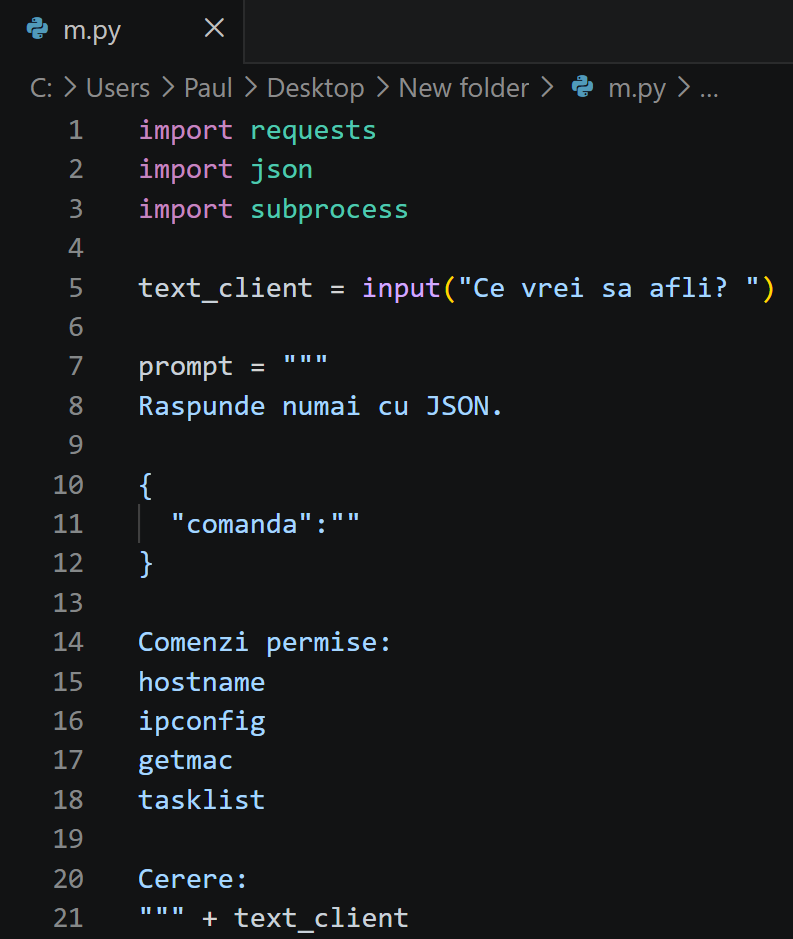 m.py
C: > Users > Paul > Desktop > New folder > m.py > ...
1 import requests
2 import json
3 import subprocess
4
5 text_client = input("Ce vrei sa afli? ")
6
7 prompt = """
8 Raspunde numai cu JSON.
9
10 {
11   "comanda":""
12 }
13
14 Comenzi permise:
15 hostname
16 ipconfig
17 getmac
18 tasklist
19
20 Cerere:
21 """ + text_client